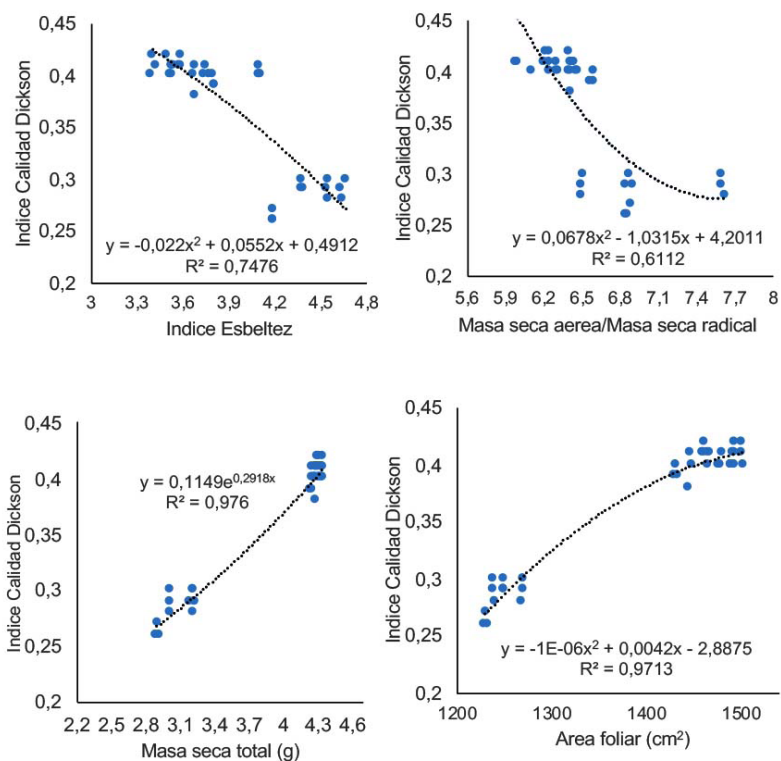 0,45
0,4
0,35
0,3
0,25
0,2
Indice Calidad Dickson
y = -0,022x² + 0,0552x + 0,4912
R² = 0,7476
3 3,3 3,6 3,9 4,2 4,5 4,8
Indice Esbeltez
0,45
0,4
0,35
0,3
0,25
0,2
Indice Calidad Dickson
y = 0,0678x² - 1,0315x + 4,2011
R² = 0,6112
5,6 5,9 6,2 6,5 6,8 7,1 7,4 7,7 8
Masa seca aerea/Masa seca radical
0,45
0,4
0,35
0,3
0,25
0,2
Indice Calidad Dickson
y = 0,1149e^0,2918x
R² = 0,976
2,2 2,5 2,8 3,1 3,4 3,7 4 4,3 4,6
Masa seca total (g)
0,45
0,4
0,35
0,3
0,25
0,2
Indice Calidad Dickson
y = -1E-06x² + 0,0042x - 2,8875
R² = 0,9713
1200 1300 1400 1500
Area foliar (cm²)